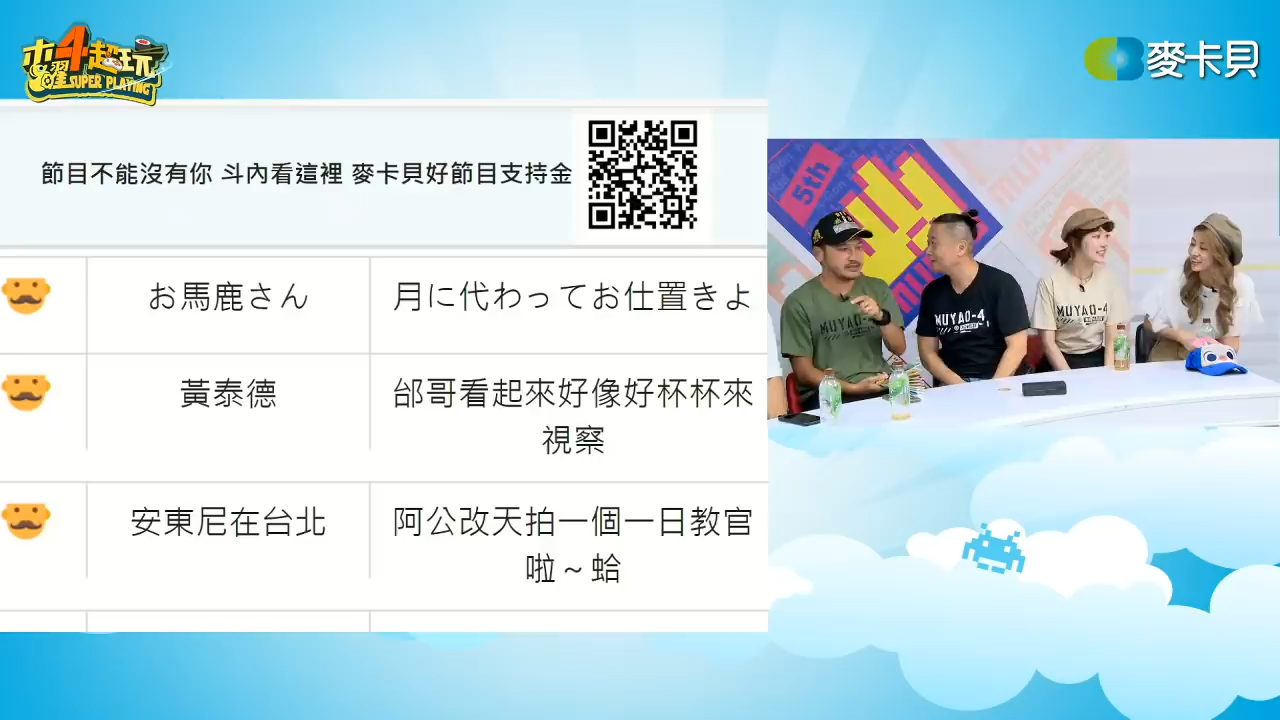 木曜4超玩
SUPER PLAYING
麥卡貝
節目不能沒有你 斗內看這裡 麥卡貝好節目支持金
お馬鹿さん
月に代わってお仕置きよ
黃泰德
邰哥看起來好像好杯杯來
視察
安東尼在台北
阿公改天拍一個一日教官
啦～蛤
5th
MUYAO-4
MUYAO-4
MUYAO-4